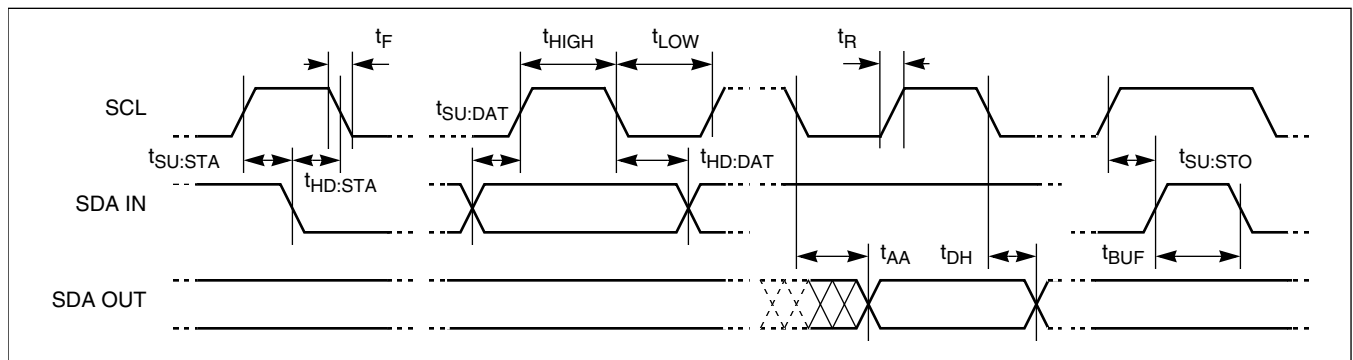 tF
tHIGH
tLOW
tR
SCL
tSU:DAT
tSU:STA
tHD:STA
tHD:DAT
tSU:STO
SDA IN
tAA
tDH
tBUF
SDA OUT